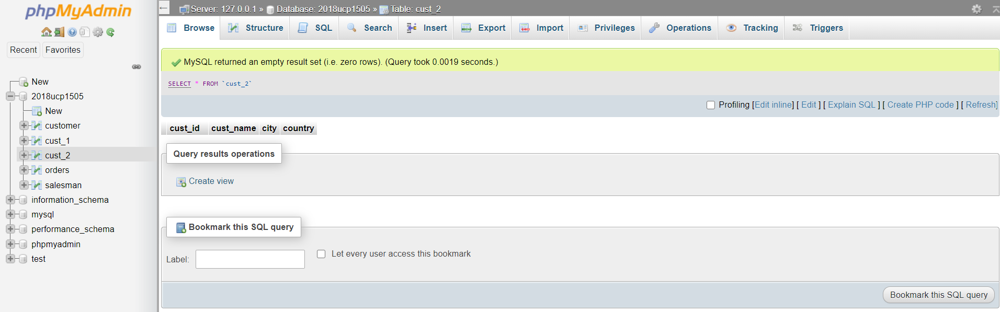 phpMyAdmin
Recent Favorites
New
2018ucp1505
New
customer
cust_1
cust_2
orders
salesman
information_schema
mysql
performance_schema
phpmyadmin
test
Server: 127.0.0.1 » Database: 2018ucp1505 » Table: cust_2
Browse Structure SQL Search Insert Export Import Privileges Operations Tracking Triggers
MySQL returned an empty result set (i.e. zero rows). (Query took 0.0019 seconds.)
SELECT * FROM `cust_2`
Profiling [Edit inline] [ Edit ] [ Explain SQL ] [ Create PHP code ] [ Refresh]
cust_id cust_name city country
Query results operations
Create view
Bookmark this SQL query
Label: Let every user access this bookmark
Bookmark this SQL query